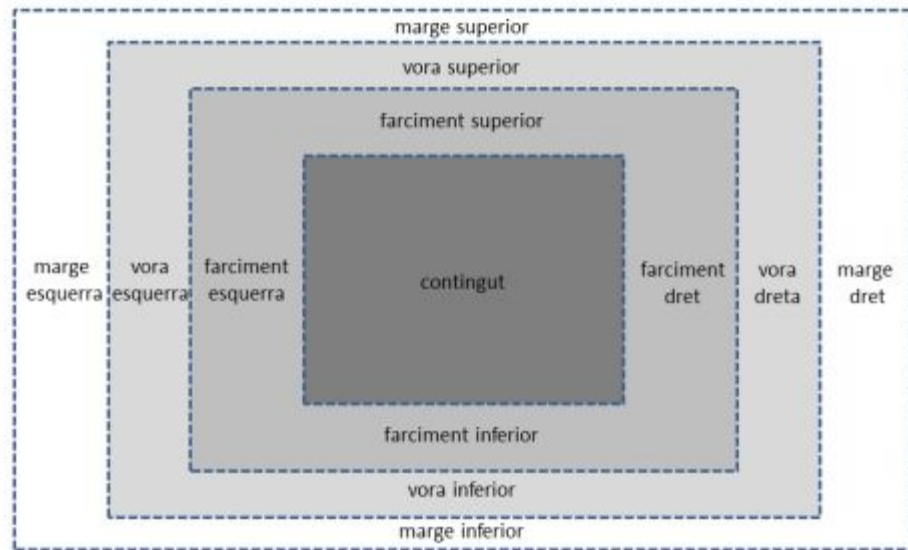 marge superior
vora superior
farciment superior
marge
esquerra
vora
esquerra
farciment
esquerra
contingut
farciment
dret
vora
dreta
marge
dret
farciment inferior
vora inferior
marge inferior